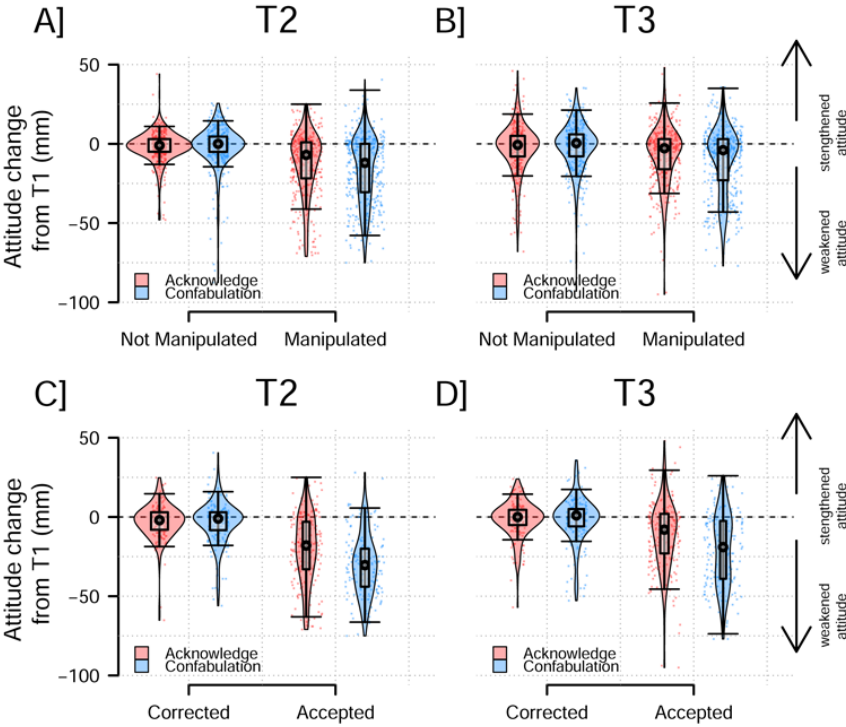 A] T2 B] T3
50
0
−50
−100
Attitude change
from T1 (mm)
Acknowledge
Confabulation
Acknowledge
Confabulation
Not Manipulated Manipulated Not Manipulated Manipulated
stengthened
attitude
weakened
attitude
C] T2 D] T3
50
0
−50
−100
Attitude change
from T1 (mm)
Acknowledge
Confabulation
Acknowledge
Confabulation
Corrected Accepted Corrected Accepted
stengthened
attitude
weakened
attitude